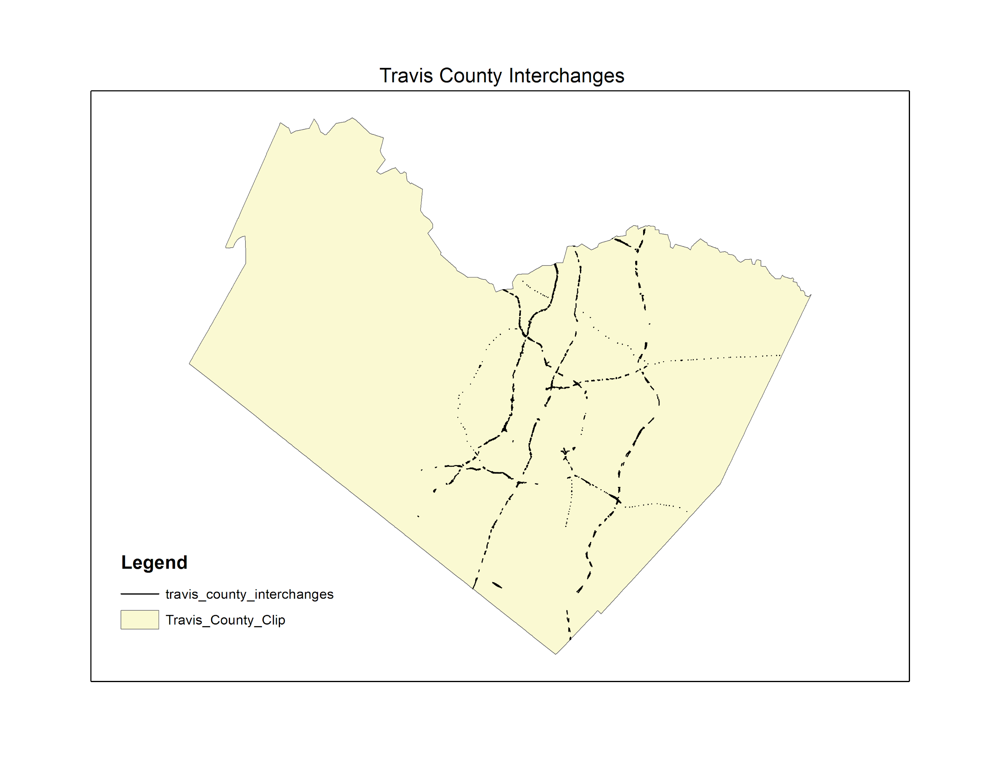 Travis County Interchanges
Legend
travis_county_interchanges
Travis_County_Clip